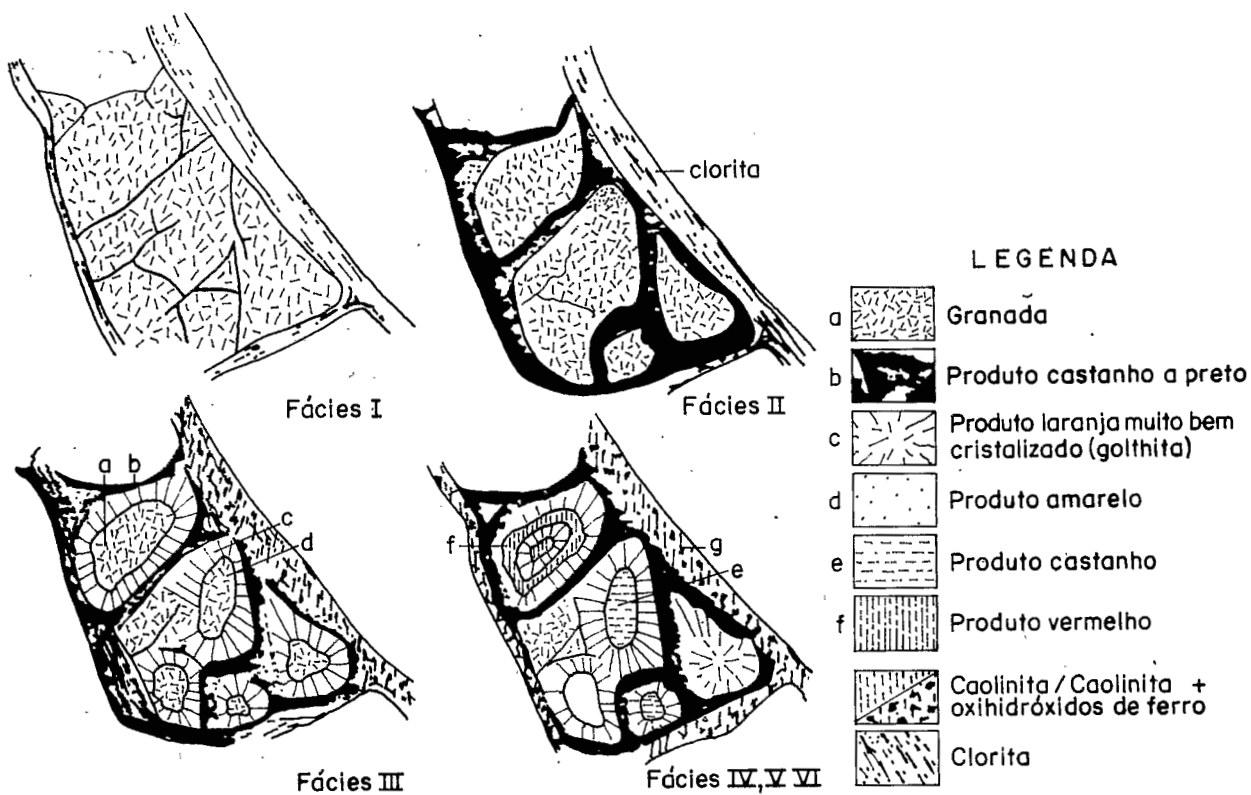 clorita
Fácies I
Fácies II
a b
c
d
Fácies III
f
g
e
Fácies IV, V VI
LEGENDA
a Granada
b Produto castanho a preto
c Produto laranja muito bem
cristalizado (golthita)
d Produto amarelo
e Produto castanho
f Produto vermelho
Caolinita / Caolinita +
oxihidróxidos de ferro
Clorita